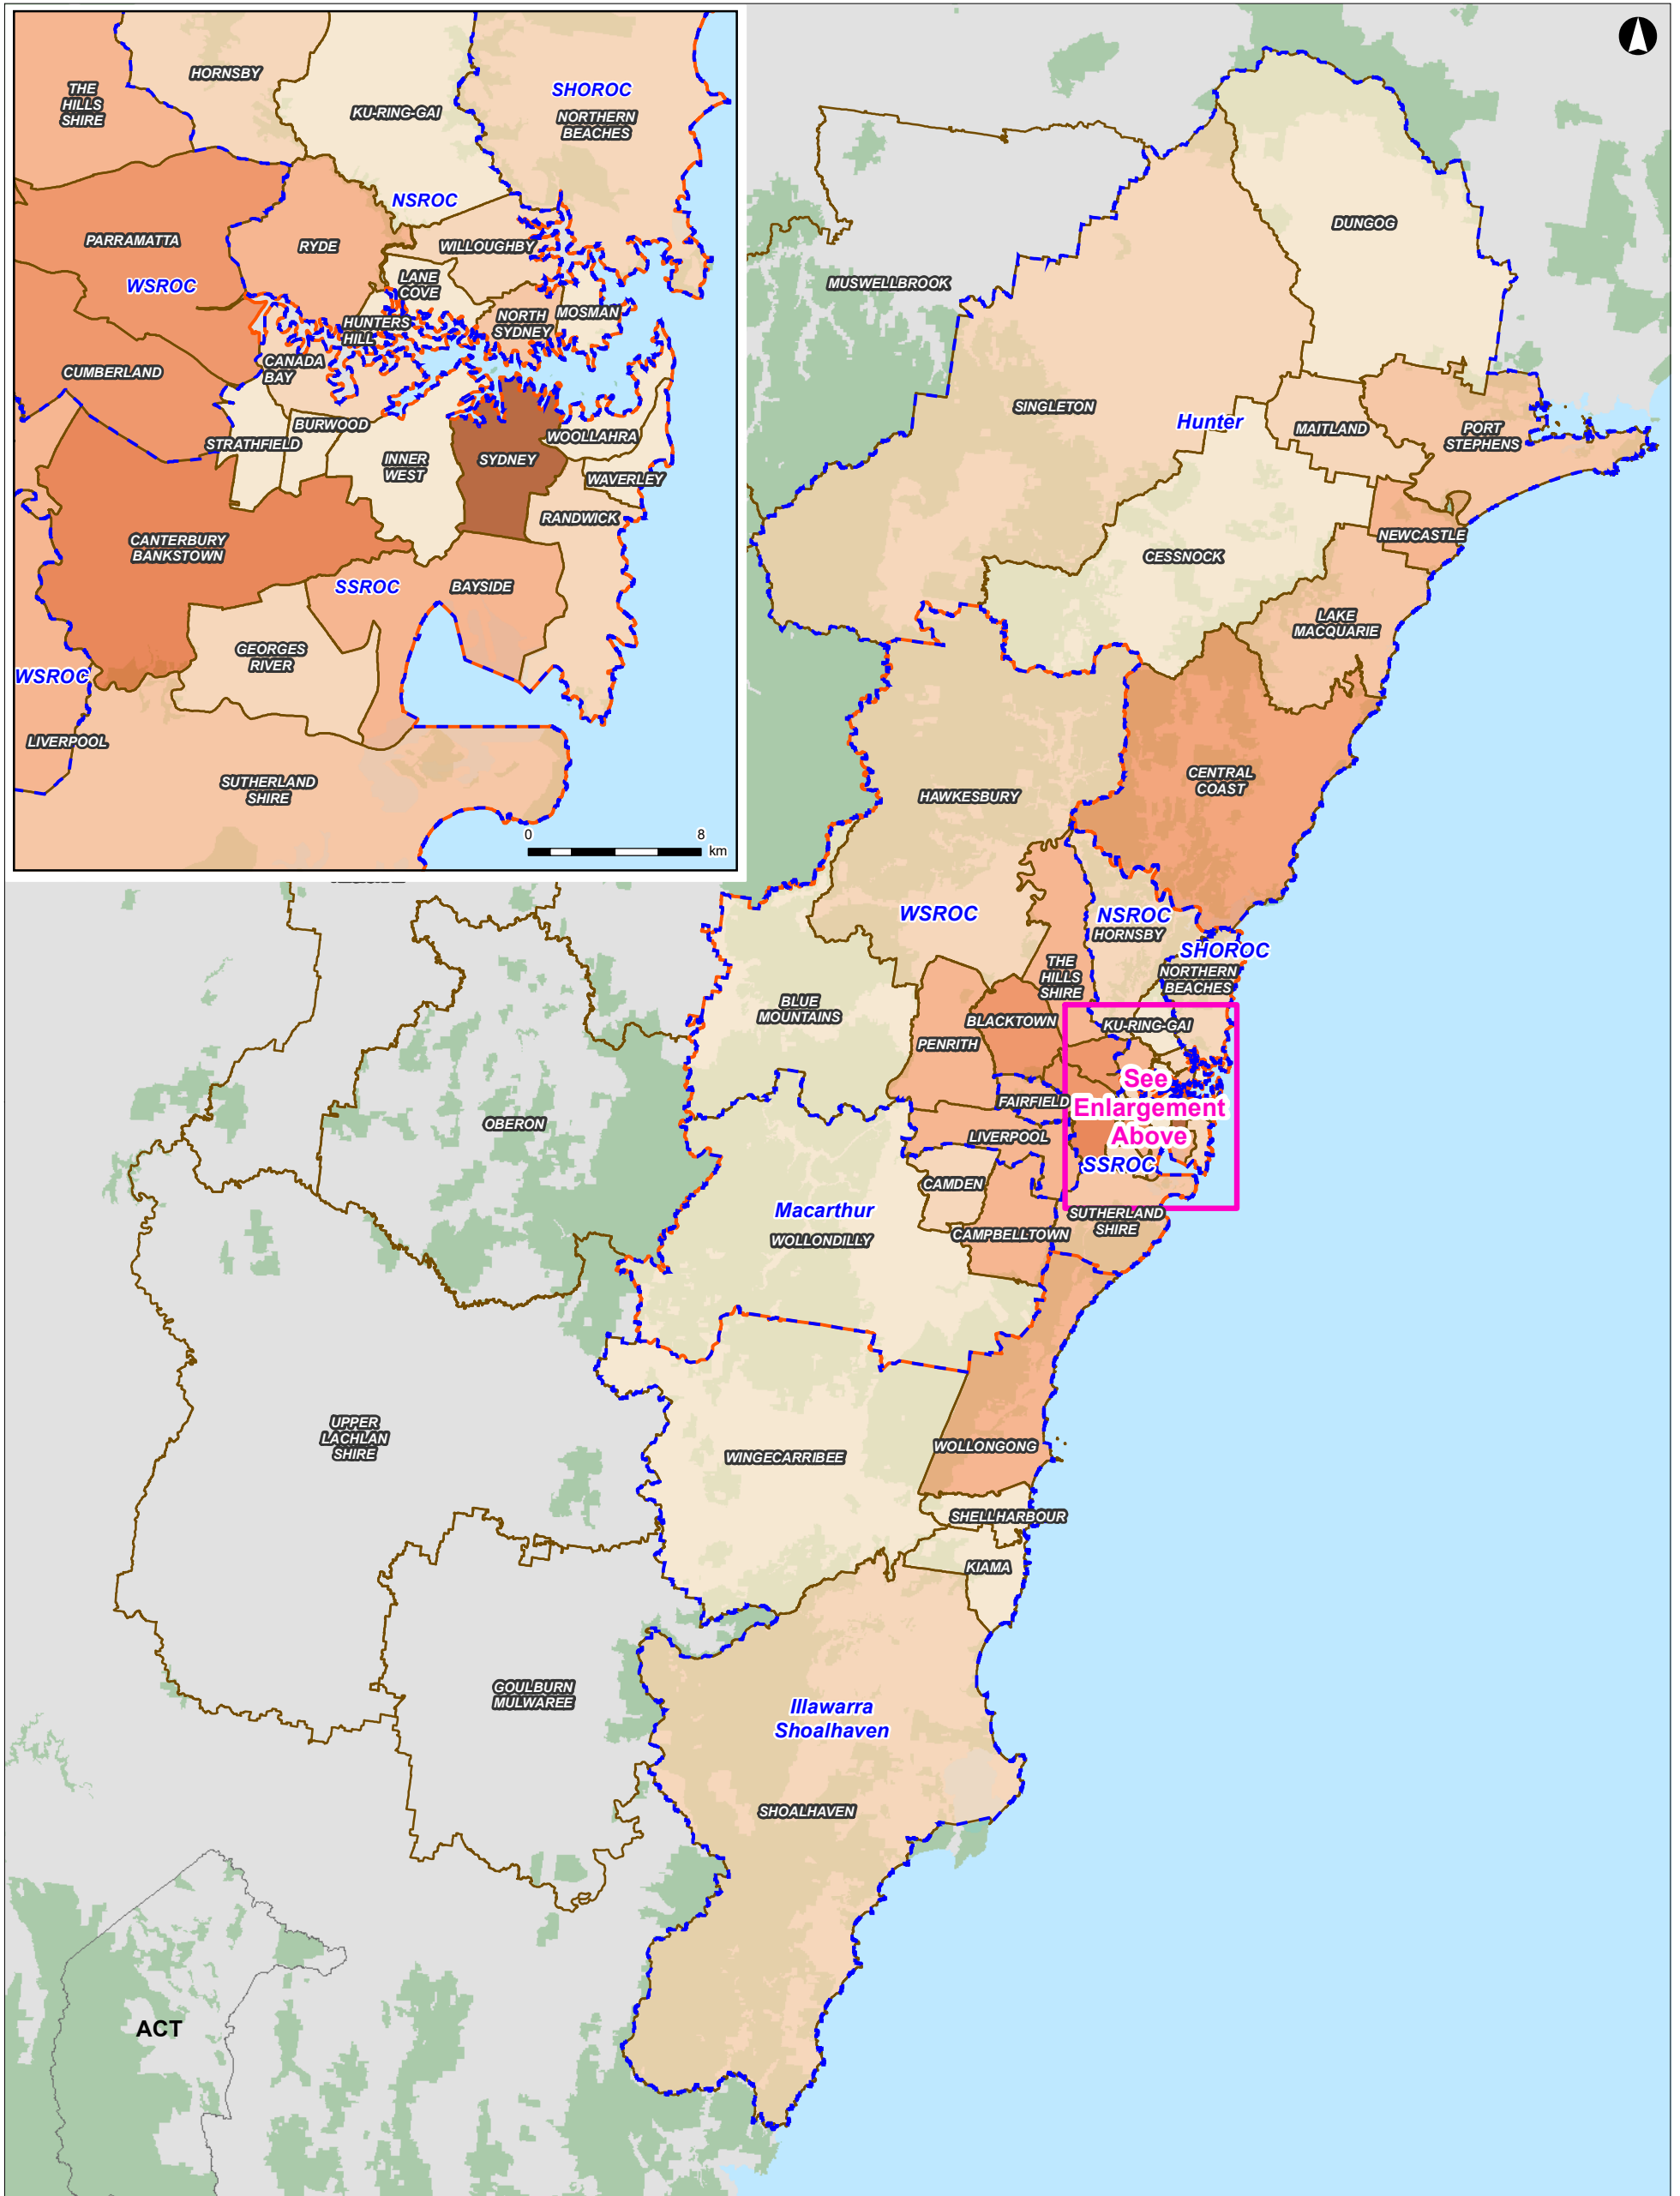 THE
HILLS
SHIRE
HORNSBY
KU-RING-GAI
SHOROC
NORTHERN
BEACHES
NSROC
PARRAMATTA
WSROC
RYDE
WILLOUGHBY
LANE
COVE
HUNTERS
HILL
NORTH
SYDNEY
MOSMAN
CANADA
BAY
CUMBERLAND
BURWOOD
STRATHFIELD
INNER
WEST
SYDNEY
WOOLLAHRA
WAVERLEY
RANDWICK
CANTERBURY
BANKSTOWN
SSROC
BAYSIDE
GEORGES
RIVER
WSROC
LIVERPOOL
SUTHERLAND
SHIRE
0 8
km
DUNGOG
MUSWELLBROOK
SINGLETON
Hunter
MAITLAND
PORT
STEPHENS
NEWCASTLE
CESSNOCK
LAKE
MACQUARIE
CENTRAL
COAST
HAWKESBURY
WSROC
NSROC
HORNSBY
SHOROC
NORTHERN
BEACHES
THE
HILLS
SHIRE
BLUE
MOUNTAINS
BLACKTOWN
KU-RING-GAI
PENRITH
See
Enlargement
Above
FAIRFIELD
LIVERPOOL
SSROC
OBERON
CAMDEN
Macarthur
WOLLONDILLY
CAMPBELLTOWN
SUTHERLAND
SHIRE
UPPER
LACHLAN
SHIRE
WINGECARRIBEE
WOLLONGONG
SHELLHARBOUR
KIAMA
GOULBURN
MULWAREE
Illawarra
Shoalhaven
SHOALHAVEN
ACT